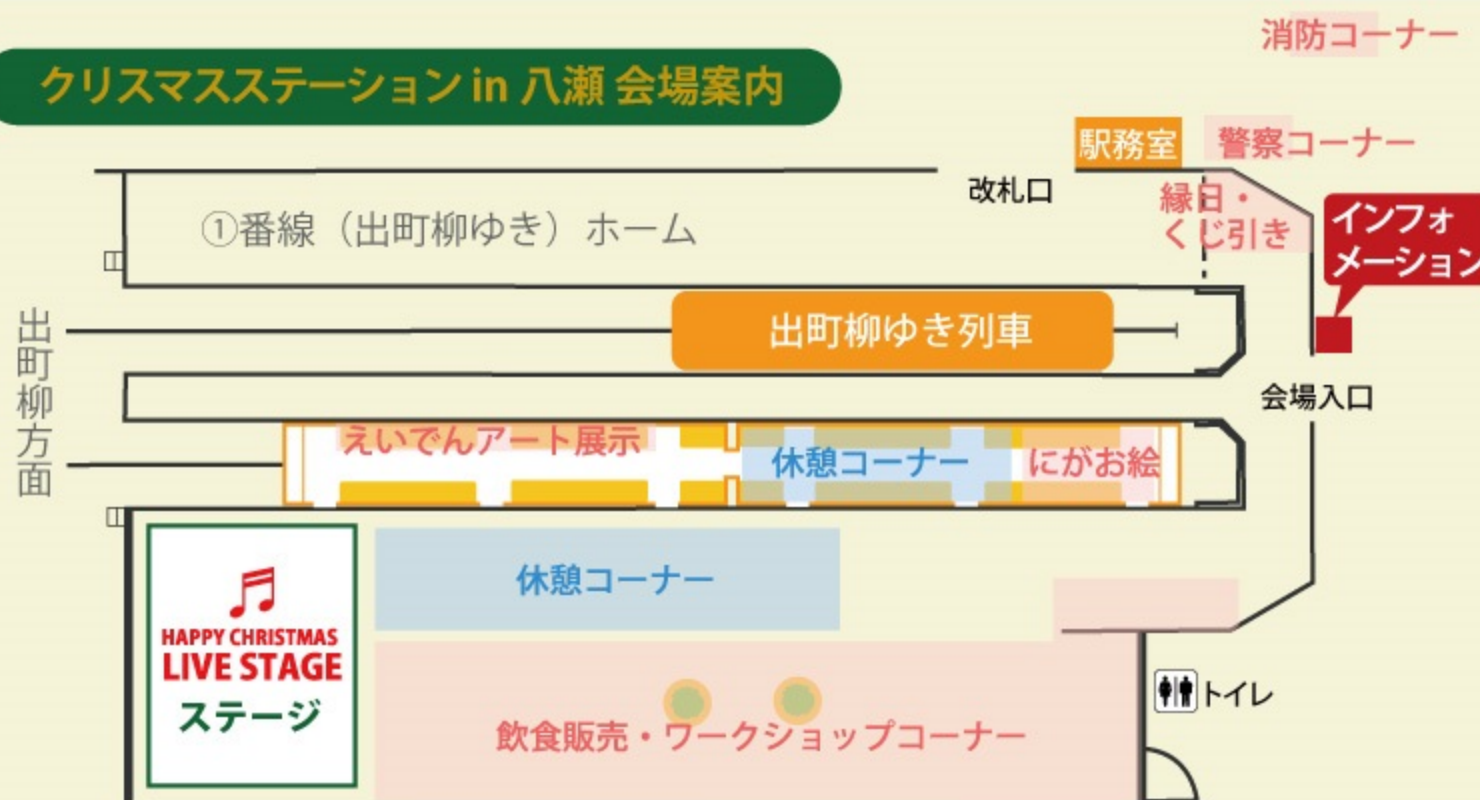 消防コーナー
クリスマスステーション in 八瀬 会場案内
駅務室
警察コーナー
改札口
縁日・
くじ引き
インフォ
メーション
①番線（出町柳ゆき）ホーム
出町柳ゆき列車
出町柳方面
会場入口
えいでんアート展示
休憩コーナー
にがお絵
休憩コーナー
HAPPY CHRISTMAS
LIVE STAGE
ステージ
トイレ
飲食販売・ワークショップコーナー